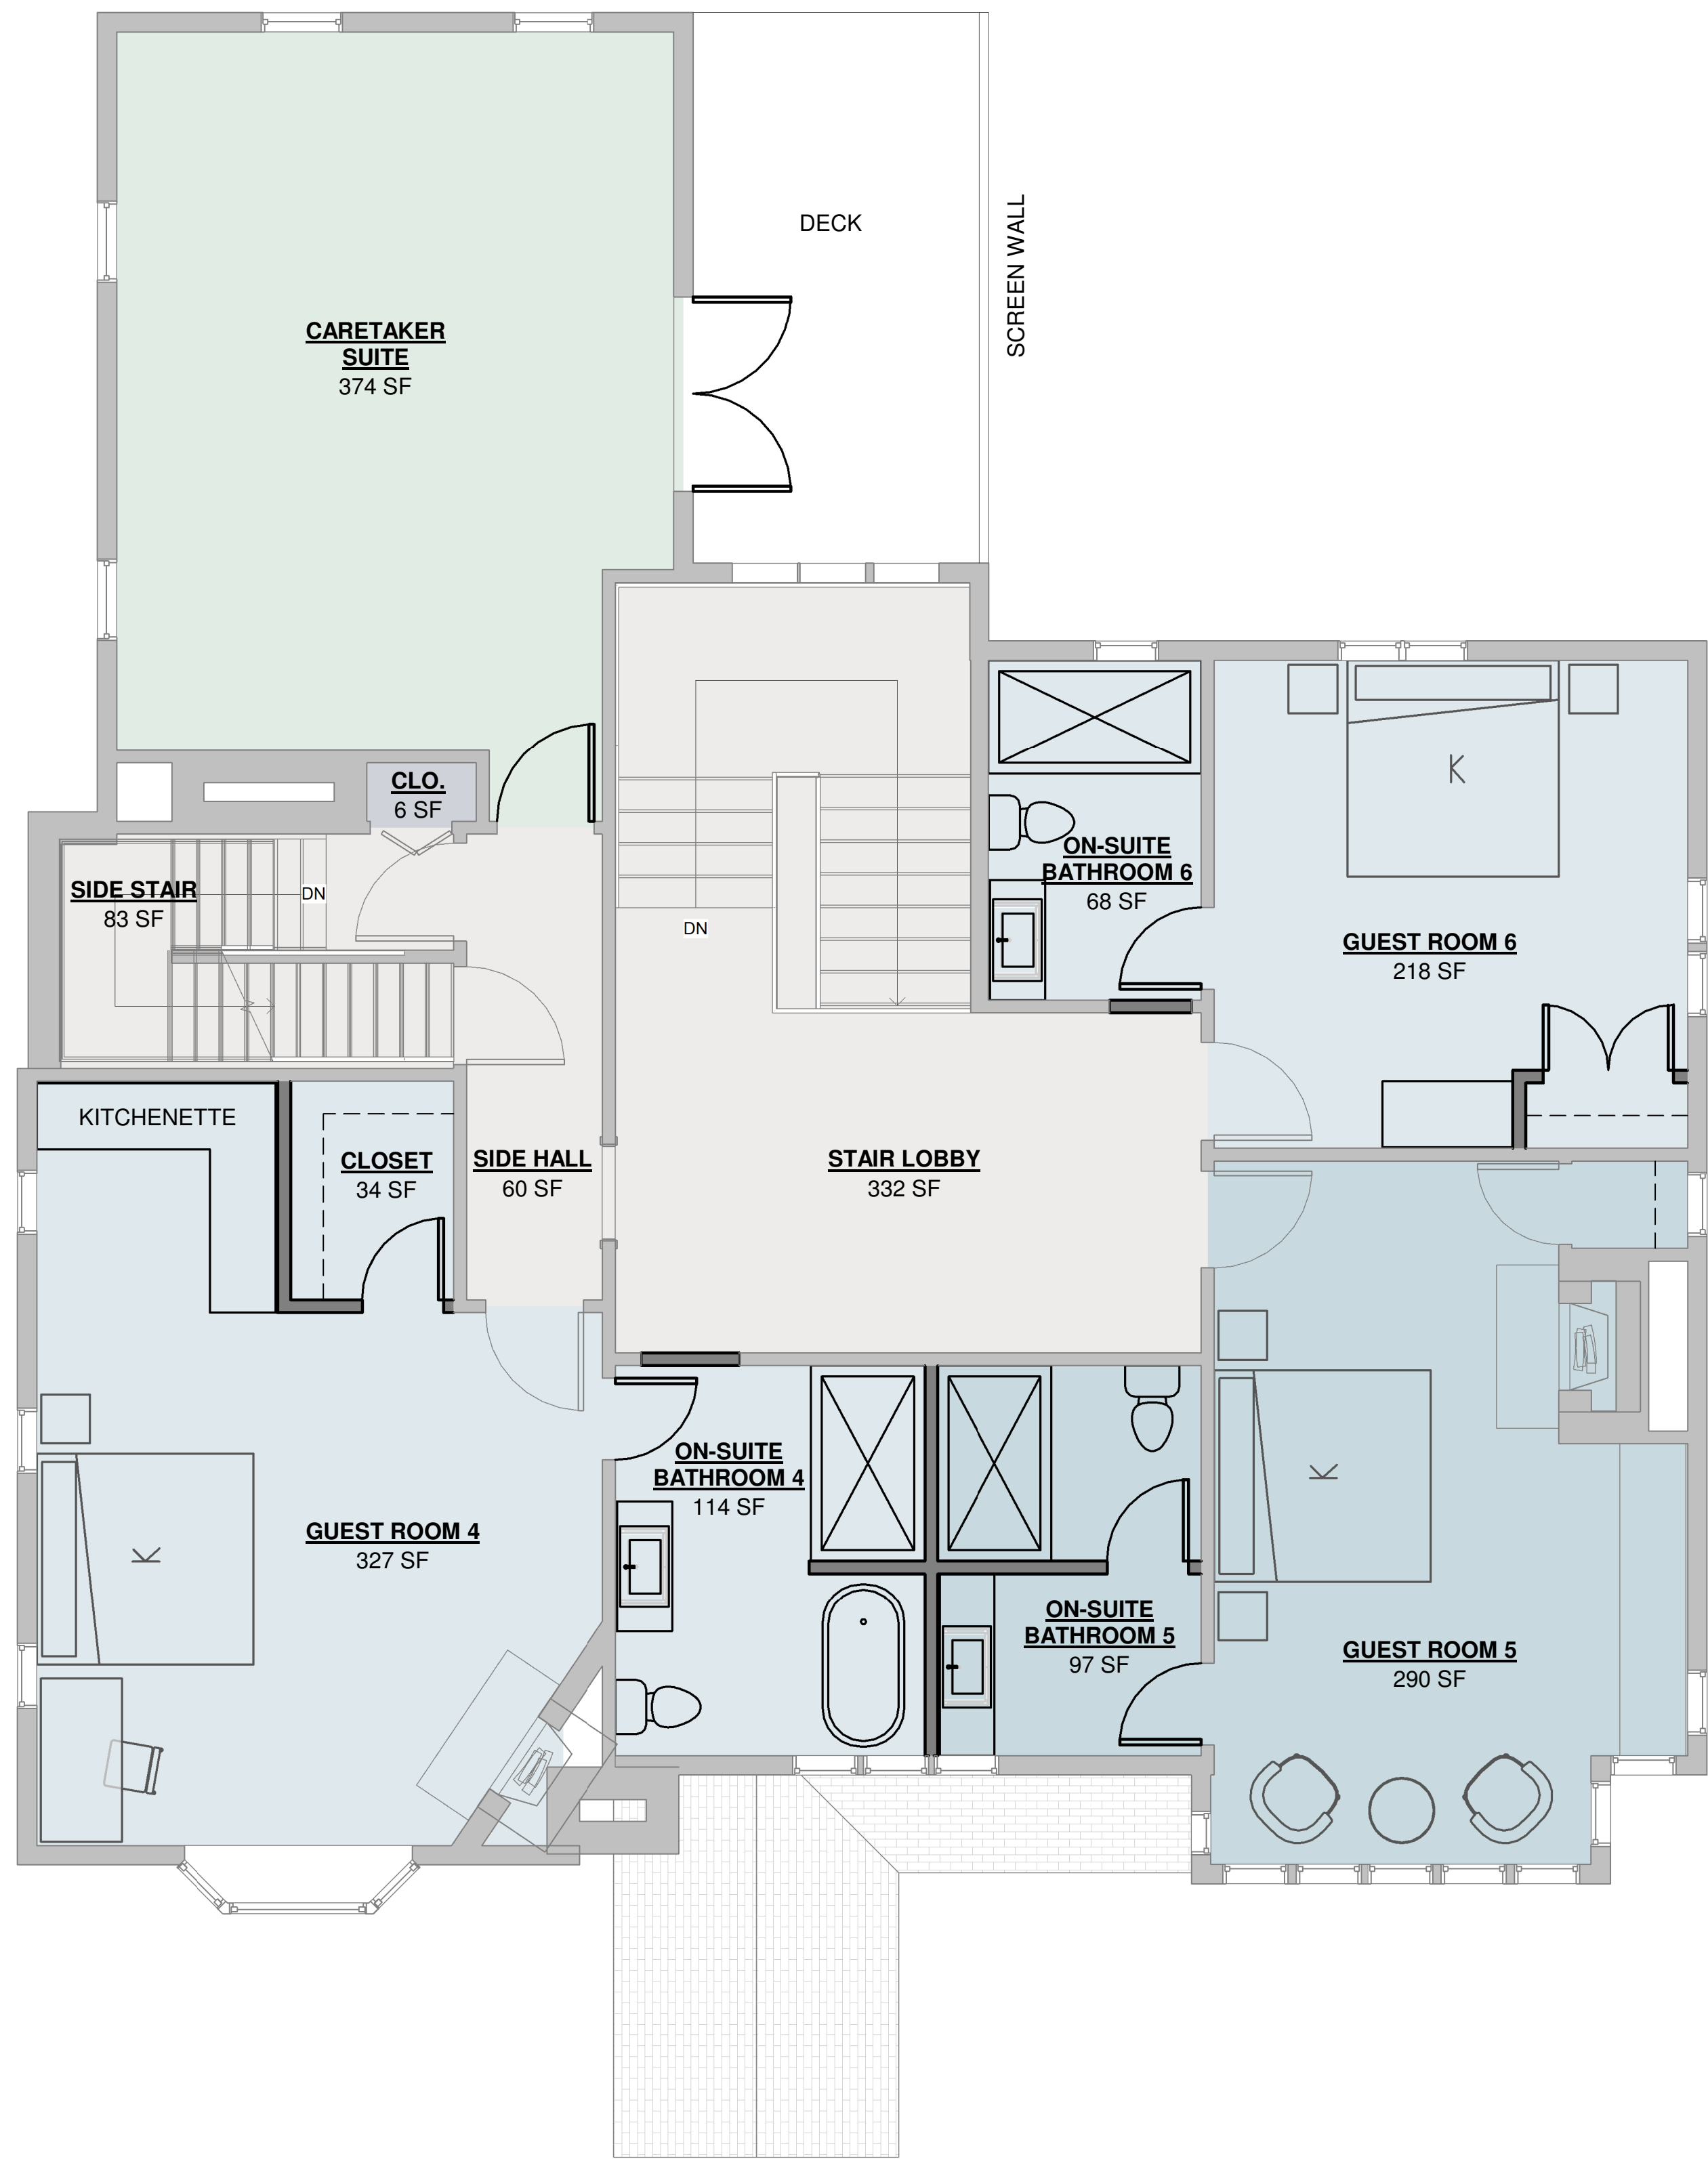 DECK
SCREEN WALL
CARETAKER
SUITE
374 SF
CLO.
6 SF
SIDE STAIR
83 SF
DN
DN
ON-SUITE
BATHROOM 6
68 SF
K
GUEST ROOM 6
218 SF
KITCHENETTE
CLOSET
34 SF
SIDE HALL
60 SF
STAIR LOBBY
332 SF
ON-SUITE
BATHROOM 4
114 SF
K
GUEST ROOM 4
327 SF
K
ON-SUITE
BATHROOM 5
97 SF
GUEST ROOM 5
290 SF